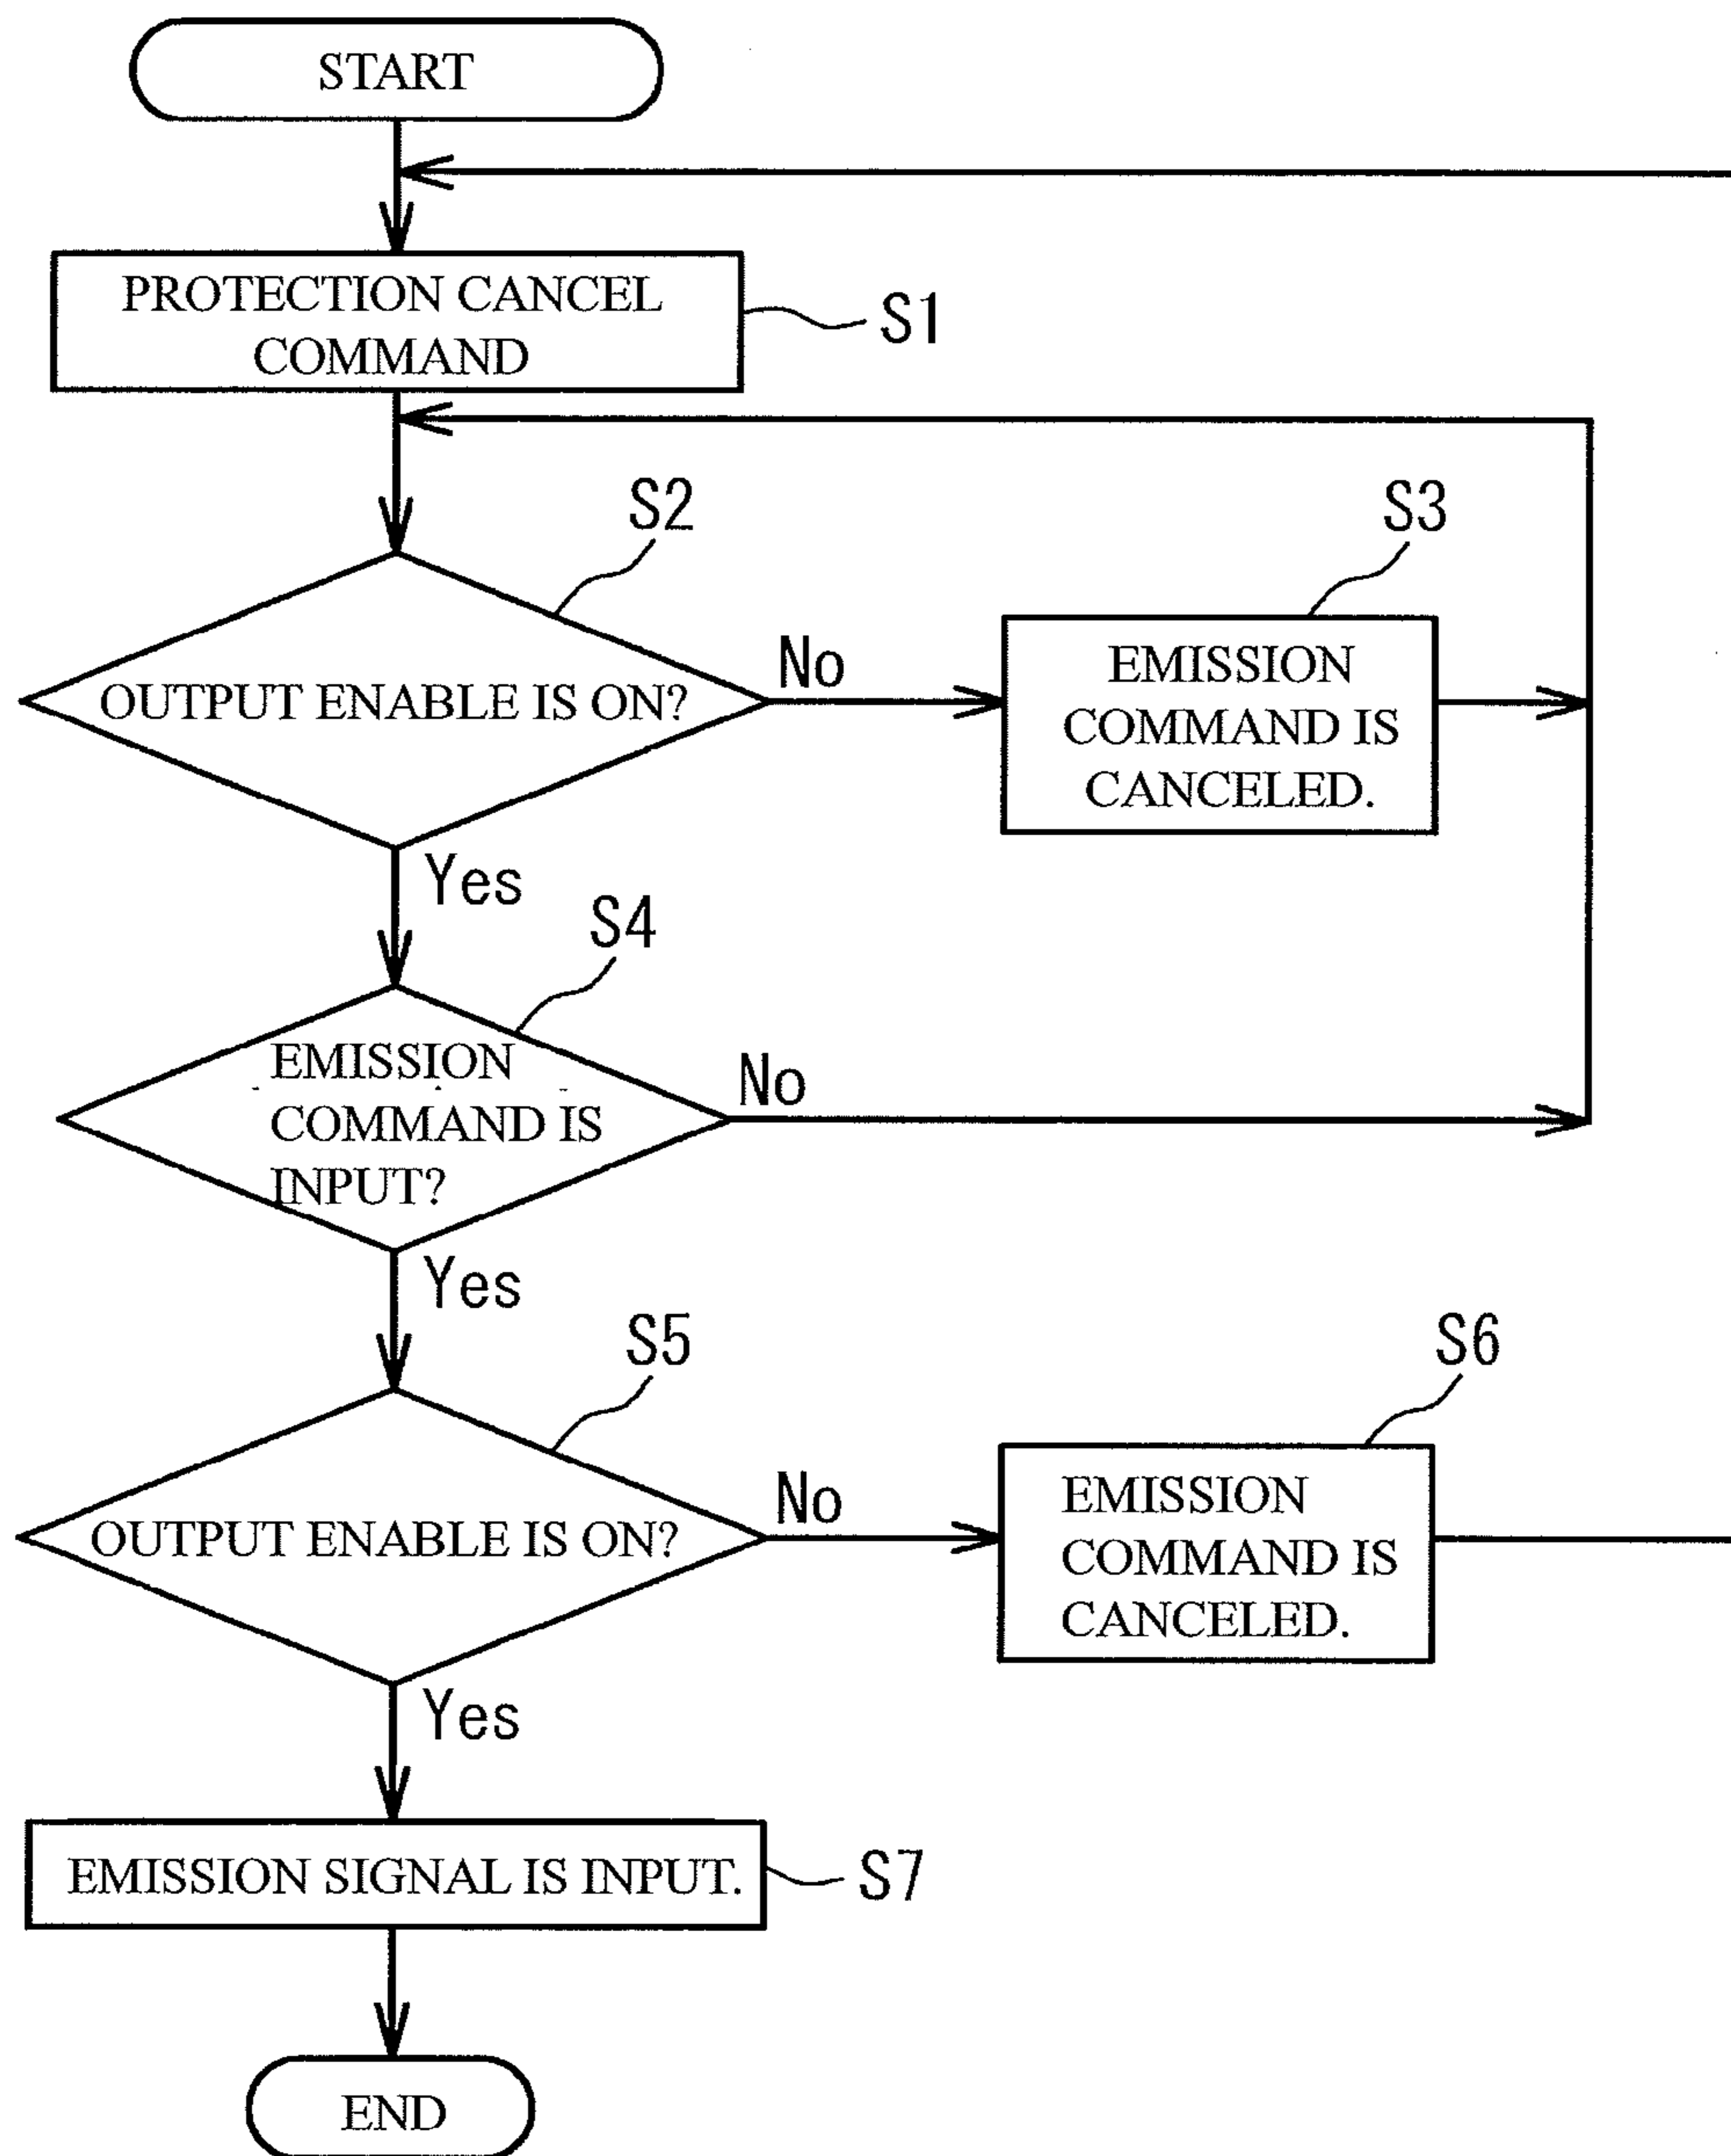 START
PROTECTION CANCEL
COMMAND
S1
S2
S3
OUTPUT ENABLE IS ON?
No
EMISSION
COMMAND IS
CANCELED.
Yes
S4
EMISSION
COMMAND IS
INPUT?
No
Yes
S5
S6
OUTPUT ENABLE IS ON?
No
EMISSION
COMMAND IS
CANCELED.
Yes
EMISSION SIGNAL IS INPUT.
S7
END